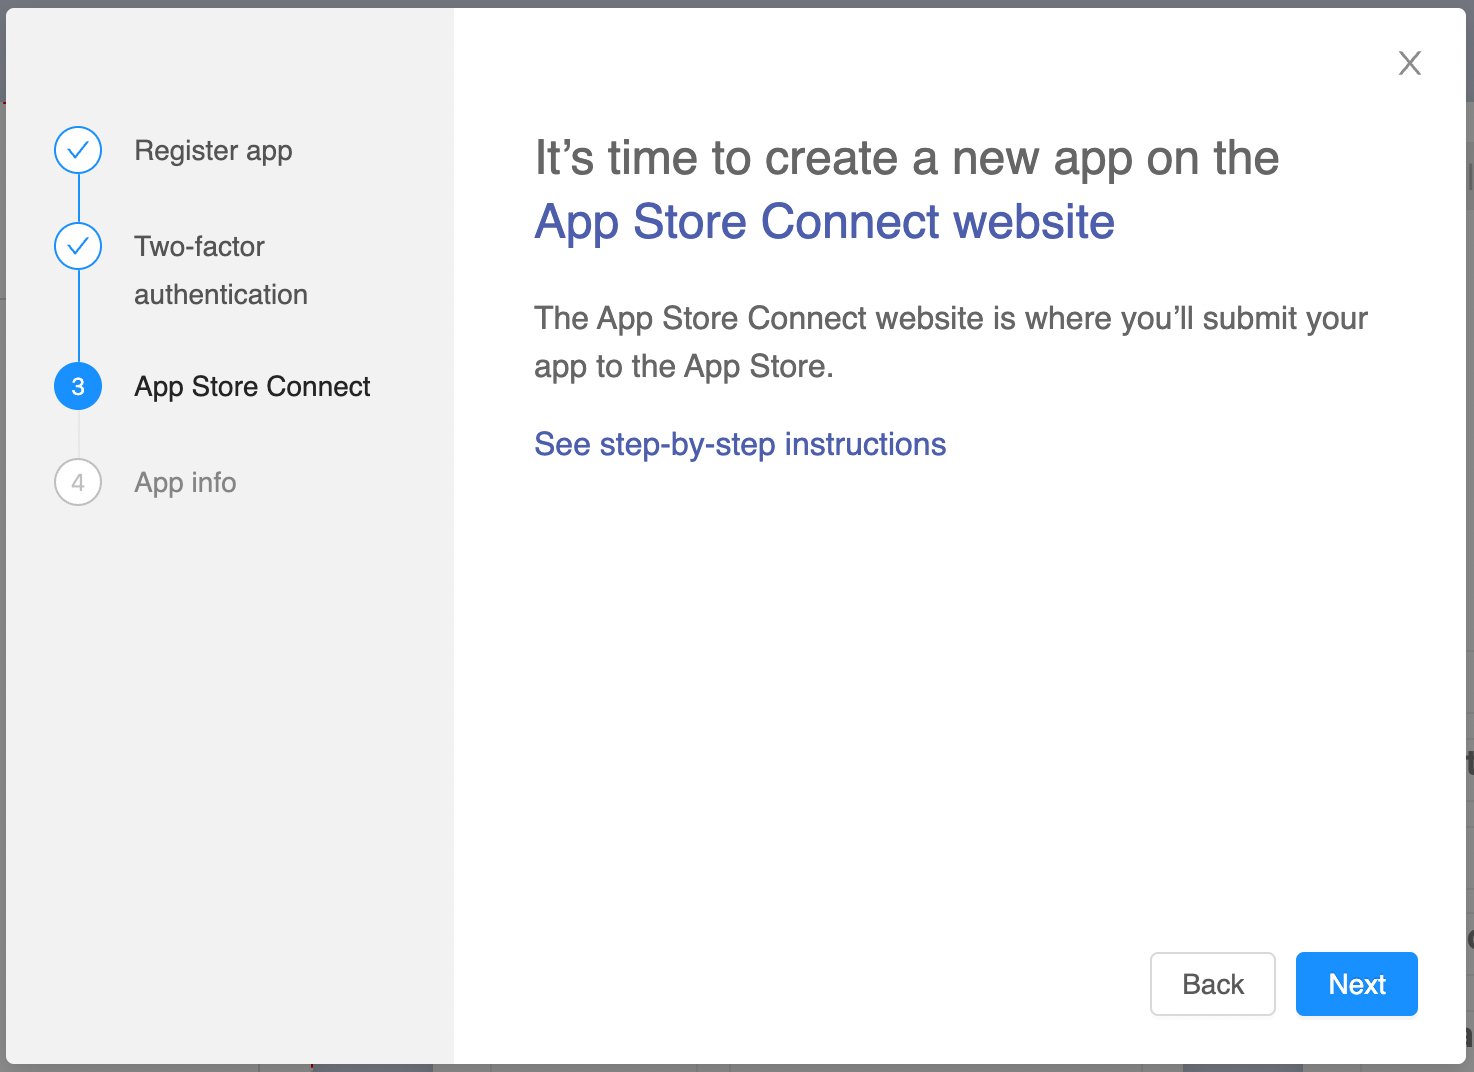 Register app
Two-factor
authentication
3
App Store Connect
4
App info
It’s time to create a new app on the
App Store Connect website
The App Store Connect website is where you’ll submit your
app to the App Store.
See step-by-step instructions
Back
Next